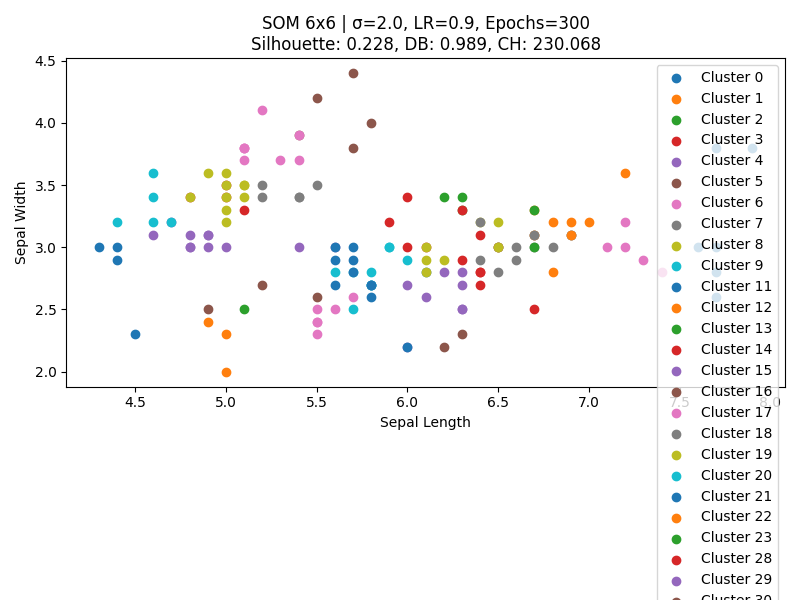 SOM 6x6 | σ=2.0, LR=0.9, Epochs=300
Silhouette: 0.228, DB: 0.989, CH: 230.068
4.5
4.0
3.5
3.0
2.5
2.0
Sepal Width
4.5 5.0 5.5 6.0 6.5 7.0 7.5 8.0
Sepal Length
Cluster 0
Cluster 1
Cluster 2
Cluster 3
Cluster 4
Cluster 5
Cluster 6
Cluster 7
Cluster 8
Cluster 9
Cluster 11
Cluster 12
Cluster 13
Cluster 14
Cluster 15
Cluster 16
Cluster 17
Cluster 18
Cluster 19
Cluster 20
Cluster 21
Cluster 22
Cluster 23
Cluster 28
Cluster 29
Cluster 30